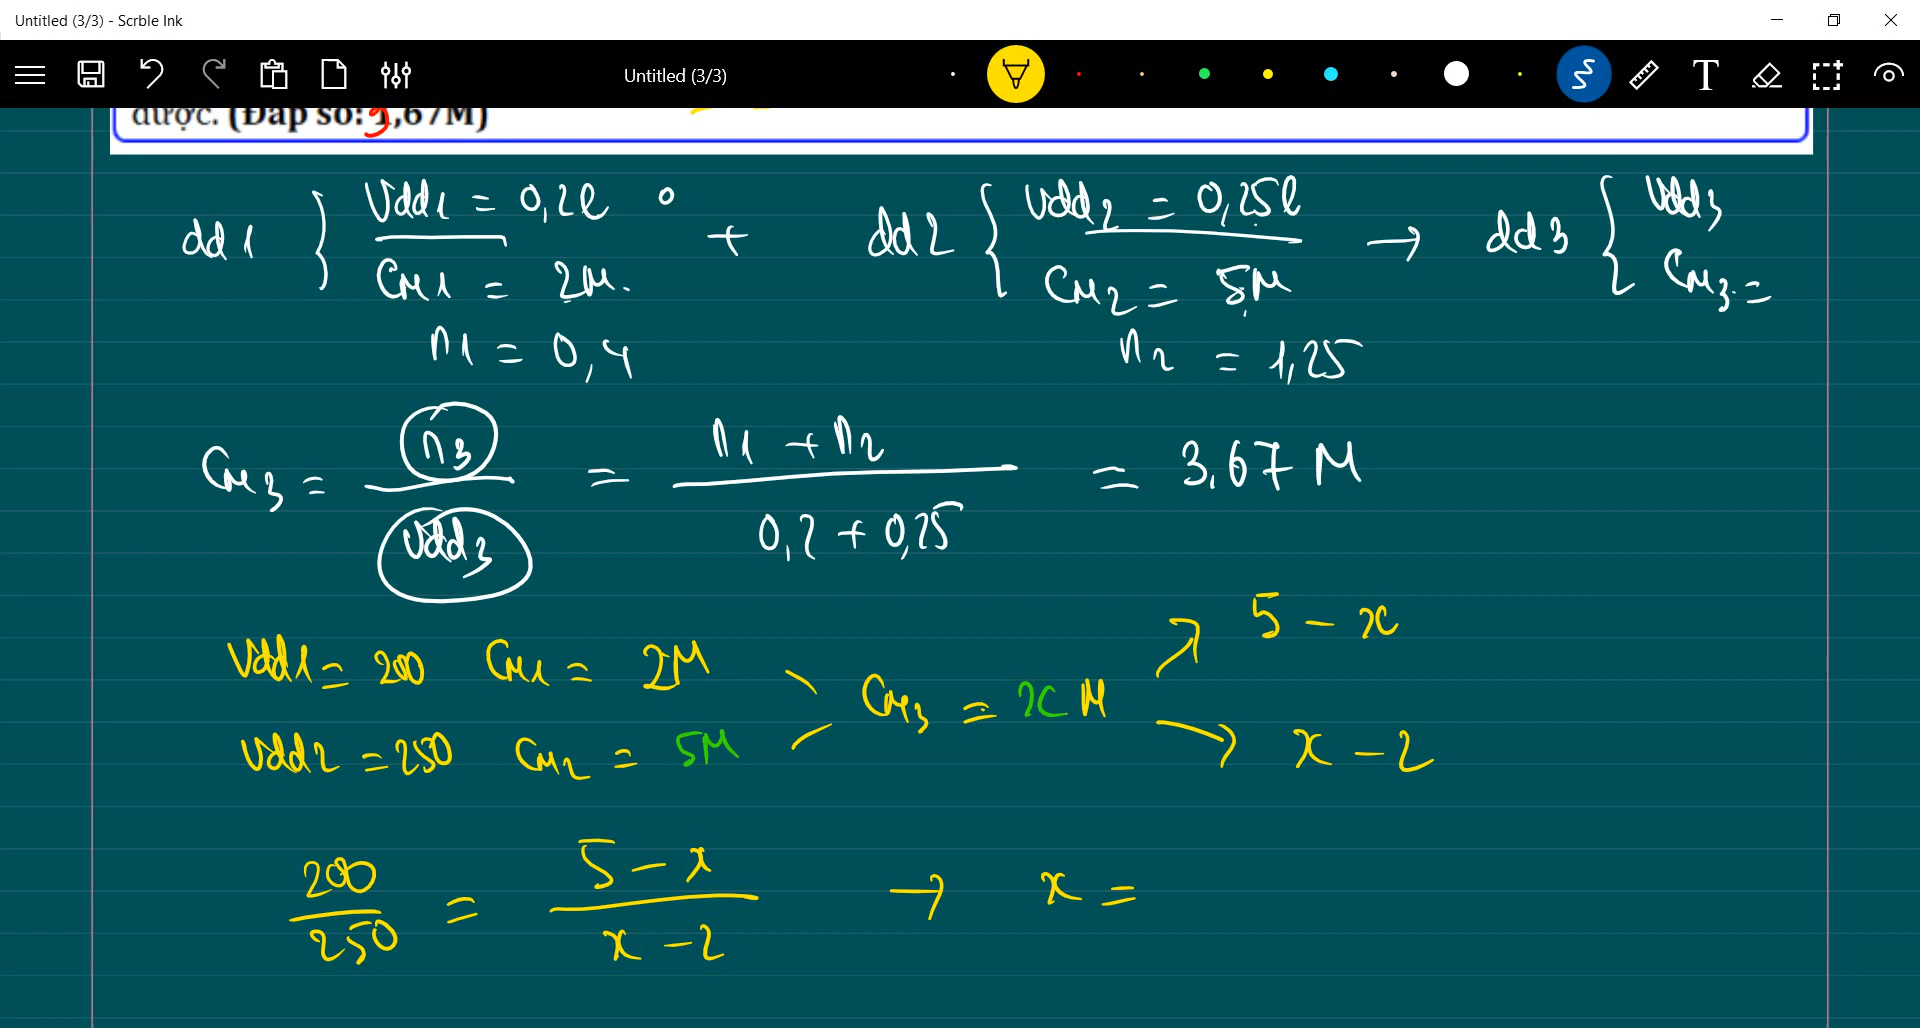 Untitled (3/3) - Scrble Ink
Untitled (3/3)
T
được. (Đáp số: 3,67M)
dd1 Vdd1 = 0,2l + dd2 Vdd2 = 0,25l → dd3 Vdd3
CM1 = 2M. CM2 = 5M CM3 =
n1 = 0,4 n2 = 1,25
CM3 = n3 / Vdd3 = n1 + n2 / 0,2 + 0,25 = 3,67 M
5 - x
Vdd1 = 200 CM1 = 2M
CM3 = x M
Vdd2 = 250 CM2 = 5M
x - 2
200 / 250 = 5 - x / x - 2 → x =